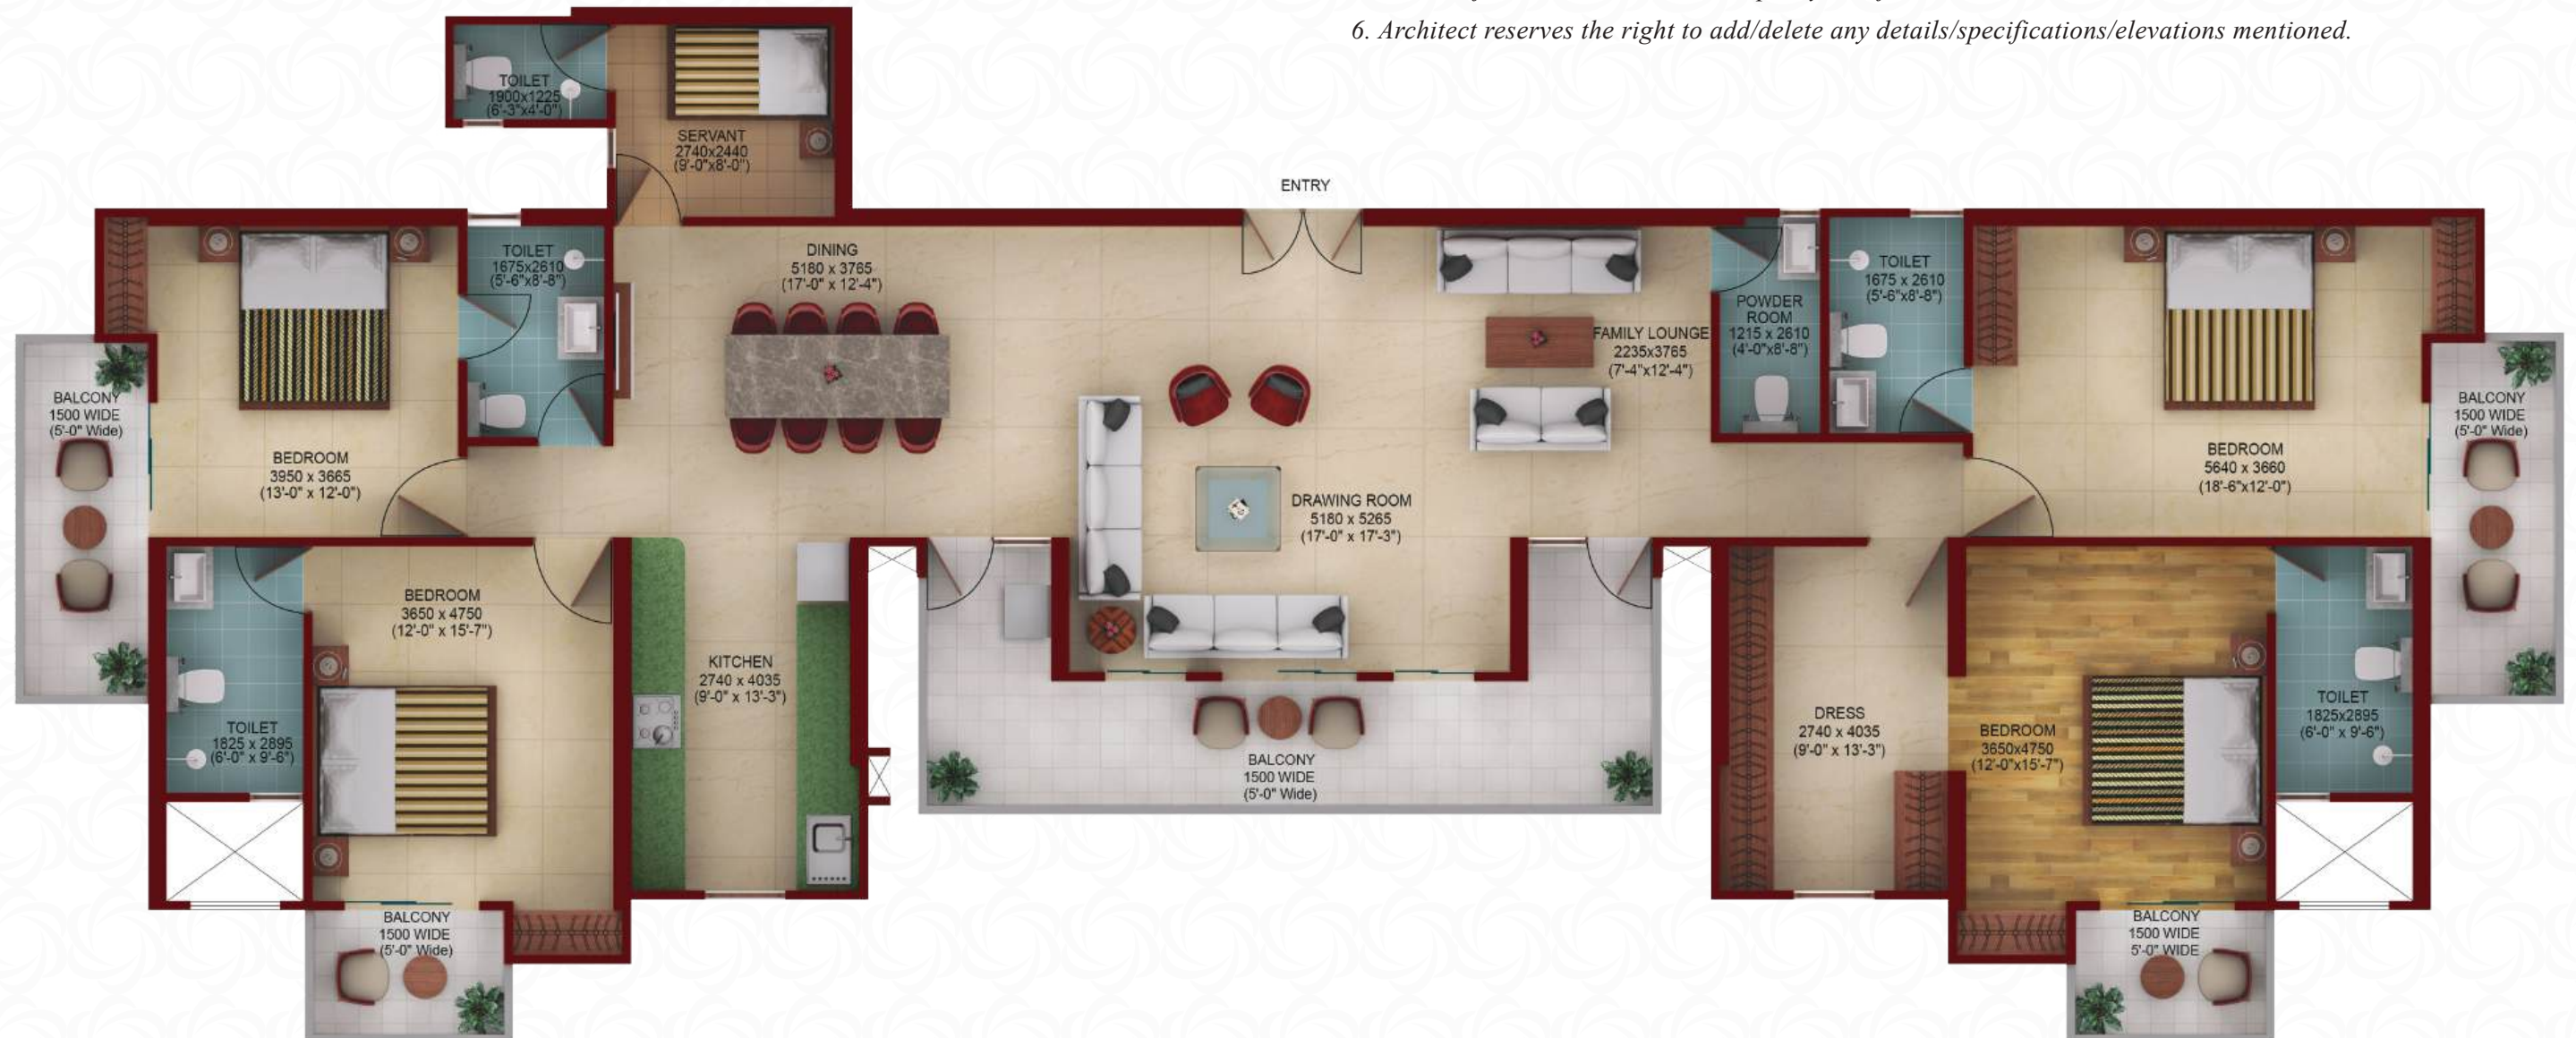 6. Architect reserves the right to add/delete any details/specifications/elevations mentioned.
TOILET
1900x1225
(6'-3"x4'-0")
SERVANT
2740x2440
(9'-0"x8'-0")
ENTRY
TOILET
1675x2610
(5'-6"x8'-8")
DINING
5180 x 3765
(17'-0" x 12'-4")
FAMILY LOUNGE
2235x3765
(7'-4"x12'-4")
POWDER
ROOM
1215 x 2610
(4'-0"x8'-8")
TOILET
1675 x 2610
(5'-6"x8'-8")
BALCONY
1500 WIDE
(5'-0" Wide)
BEDROOM
3950 x 3665
(13'-0" x 12'-0")
DRAWING ROOM
5180 x 5265
(17'-0" x 17'-3")
BEDROOM
5640 x 3660
(18'-6"x12'-0")
BALCONY
1500 WIDE
(5'-0" Wide)
BEDROOM
3650 x 4750
(12'-0" x 15'-7")
TOILET
1825 x 2895
(6'-0" x 9'-6")
KITCHEN
2740 x 4035
(9'-0" x 13'-3")
BALCONY
1500 WIDE
(5'-0" Wide)
DRESS
2740 x 4035
(9'-0" x 13'-3")
BEDROOM
3650x4750
(12'-0"x15'-7")
TOILET
1825x2895
(6'-0" x 9'-6")
BALCONY
1500 WIDE
(5'-0" Wide)
BALCONY
1500 WIDE
5'-0" WIDE